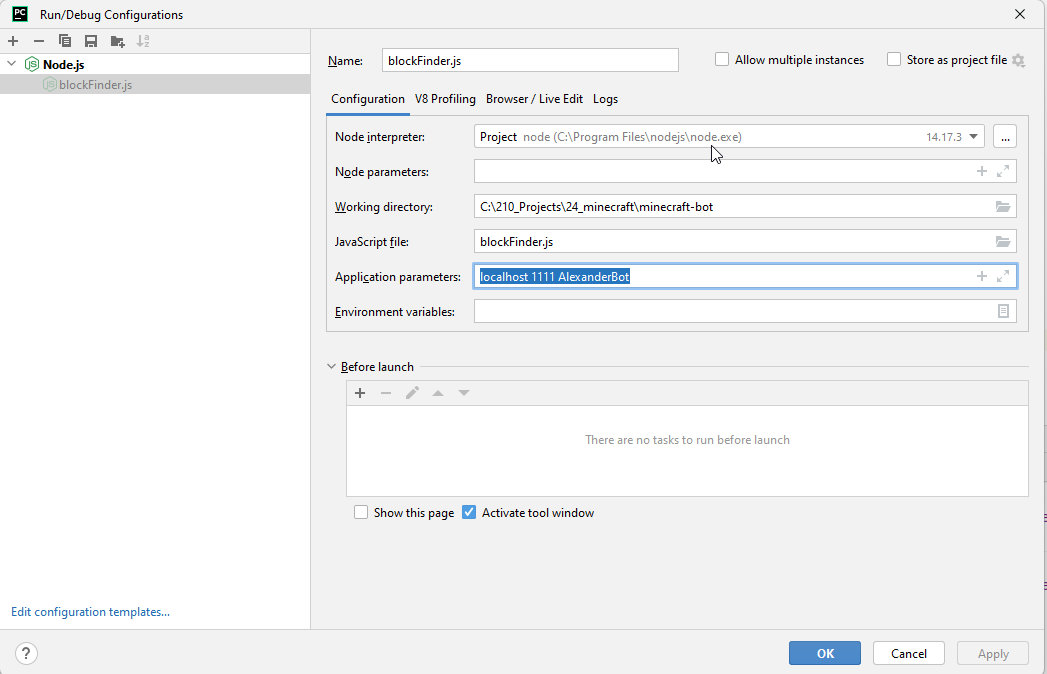 PC Run/Debug Configurations
Node.js
JS blockFinder.js
Edit configuration templates...
Name: blockFinder.js Allow multiple instances Store as project file
Configuration V8 Profiling Browser / Live Edit Logs
Node interpreter: Project node (C:\Program Files\nodejs\node.exe) 14.17.3 ...
Node parameters:
Working directory: C:\210_Projects\24_minecraft\minecraft-bot
JavaScript file: blockFinder.js
Application parameters: localhost 1111 AlexanderBot
Environment variables:
Before launch
There are no tasks to run before launch
Show this page Activate tool window
? OK Cancel Apply